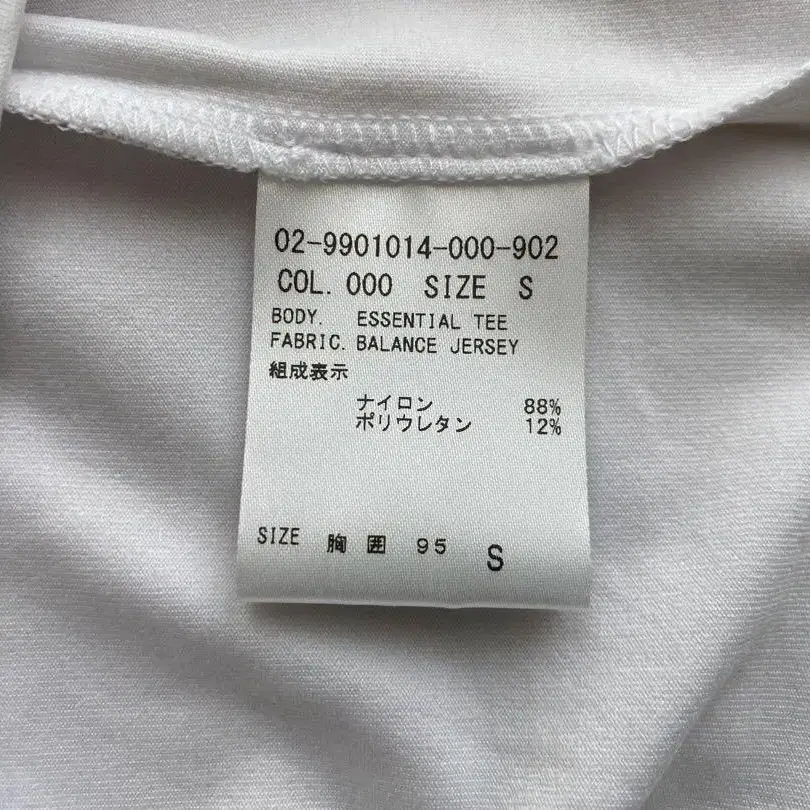 02-9901014-000-902
COL. 000 SIZE S
BODY. ESSENTIAL TEE
FABRIC. BALANCE JERSEY
組成表示
ナイロン 88%
ポリウレタン 12%
SIZE 胸囲 95 S